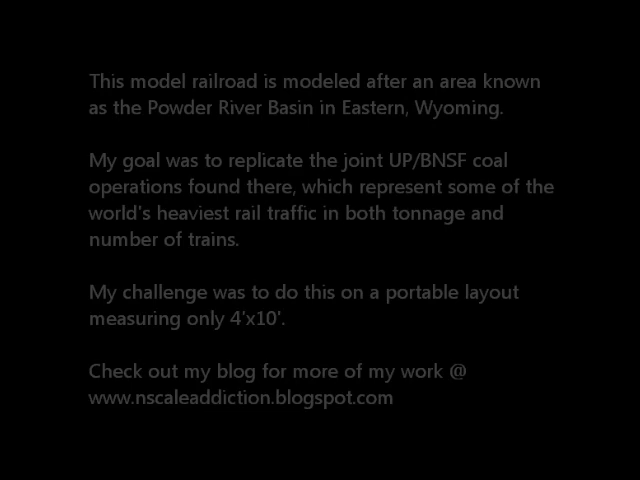 This model railroad is modeled after an area known
as the Powder River Basin in Eastern, Wyoming.
My goal was to replicate the joint UP/BNSF coal
operations found there, which represent some of the
world's heaviest rail traffic in both tonnage and
number of trains.
My challenge was to do this on a portable layout
measuring only 4'x10'.
Check out my blog for more of my work @
www.nscaleaddiction.blogspot.com